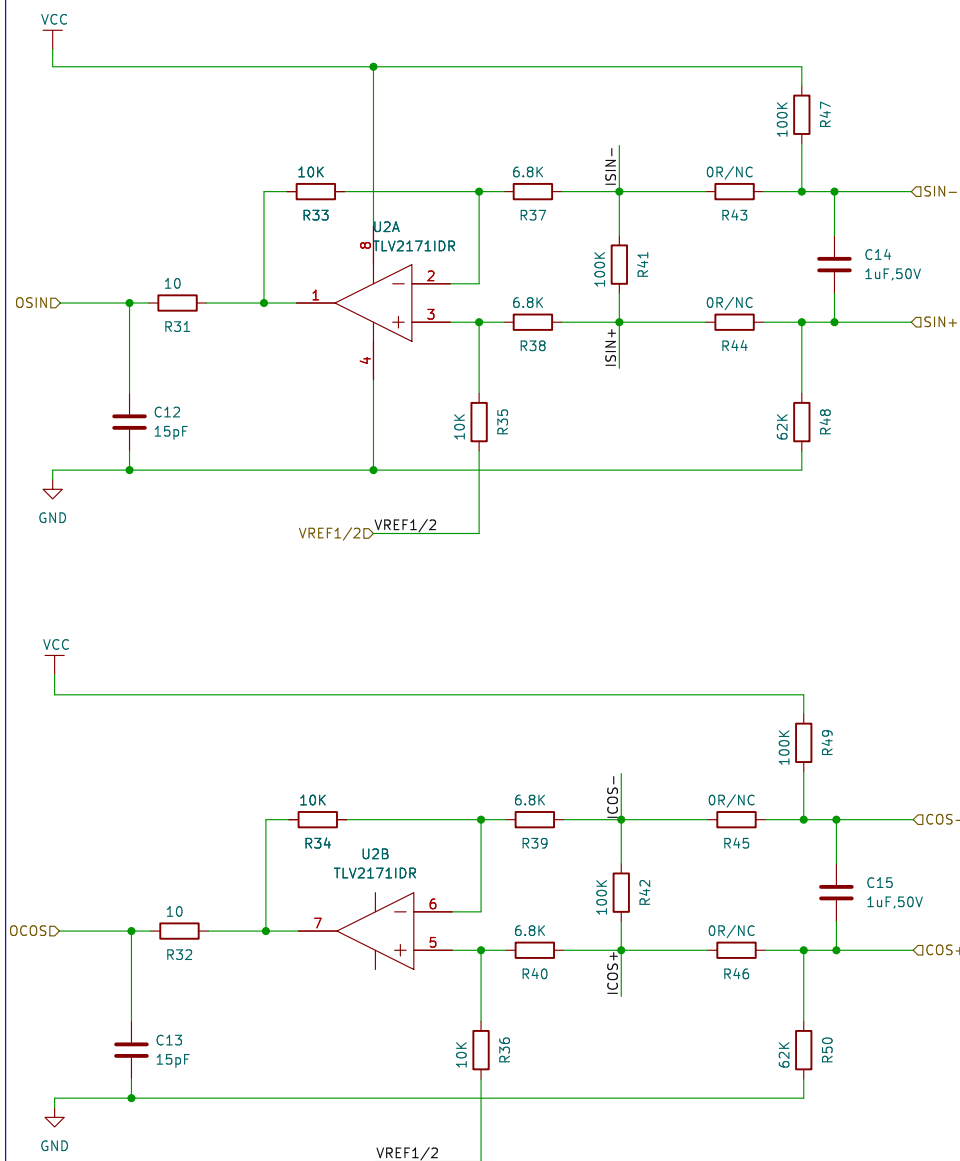 VCC
100K
R47
10K
R33
6.8K
R37
ISIN-
0R/NC
R43
SIN-
U2A
TLV2171IDR
8
2
3
1
4
100K
R41
C14
1uF,50V
OSIN
10
R31
6.8K
R38
ISIN+
0R/NC
R44
SIN+
C12
15pF
10K
R35
62K
R48
GND
VREF1/2
VREF1/2
VCC
100K
R49
10K
R34
6.8K
R39
ICOS-
0R/NC
R45
COS-
U2B
TLV2171IDR
6
5
7
100K
R42
C15
1uF,50V
OCOS
10
R32
6.8K
R40
ICOS+
0R/NC
R46
COS+
C13
15pF
10K
R36
62K
R50
GND
VREF1/2